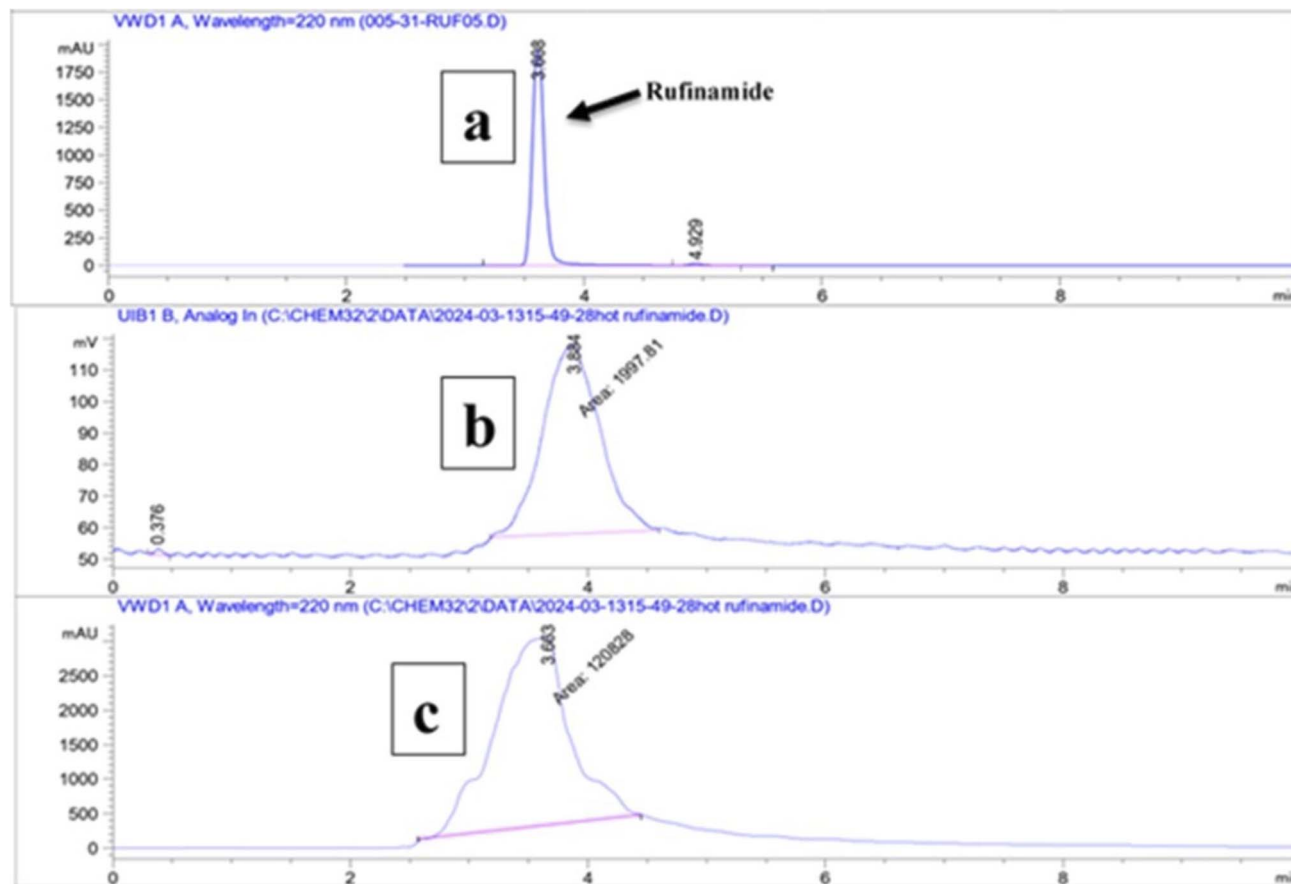 VWD1 A, Wavelength=220 nm (005-31-RUF05.D)
mAU
1750
1500
1250
1000
750
500
250
0
a
3.608
Rufinamide
4.929
0 2 4 6 8
UIB1 B, Analog In (C:\CHEM32\2\DATA\2024-03-1315-49-28hot rufinamide.D)
mV
110
100
90
80
70
60
50
b
0.376
3.884
Area: 1997.81
0 2 4 6 8
VWD1 A, Wavelength=220 nm (C:\CHEM32\2\DATA\2024-03-1315-49-28hot rufinamide.D)
mAU
2500
2000
1500
1000
500
0
c
3.663
Area: 120828
0 2 4 6 8